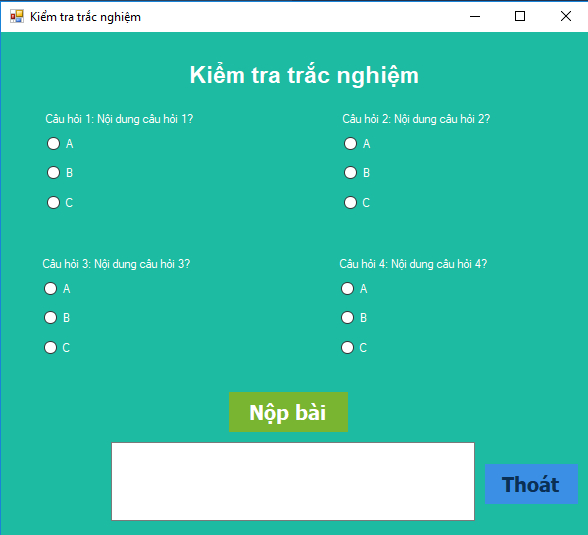 Kiểm tra trắc nghiệm
Kiểm tra trắc nghiệm
Câu hỏi 1: Nội dung câu hỏi 1?
A
B
C
Câu hỏi 2: Nội dung câu hỏi 2?
A
B
C
Câu hỏi 3: Nội dung câu hỏi 3?
A
B
C
Câu hỏi 4: Nội dung câu hỏi 4?
A
B
C
Nộp bài
Thoát